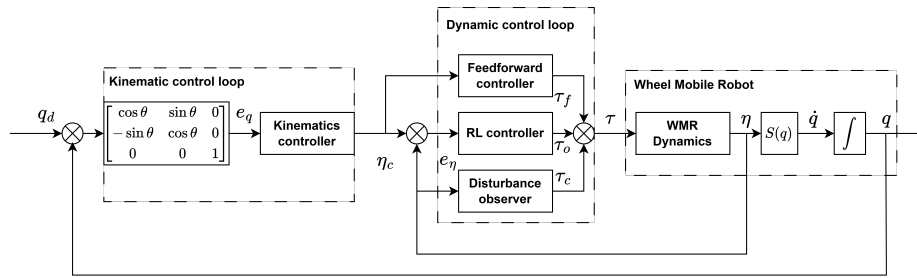 Dynamic control loop
Kinematic control loop
Feedforward
controller
Wheel Mobile Robot
q_d
cos θ sin θ 0
− sin θ cos θ 0
0 0 1
e_q
Kinematics
controller
η_c
e_η
RL controller
Disturbance
observer
τ_f
τ_o
τ_c
τ
WMR
Dynamics
η
S(q)
q̇
∫
q